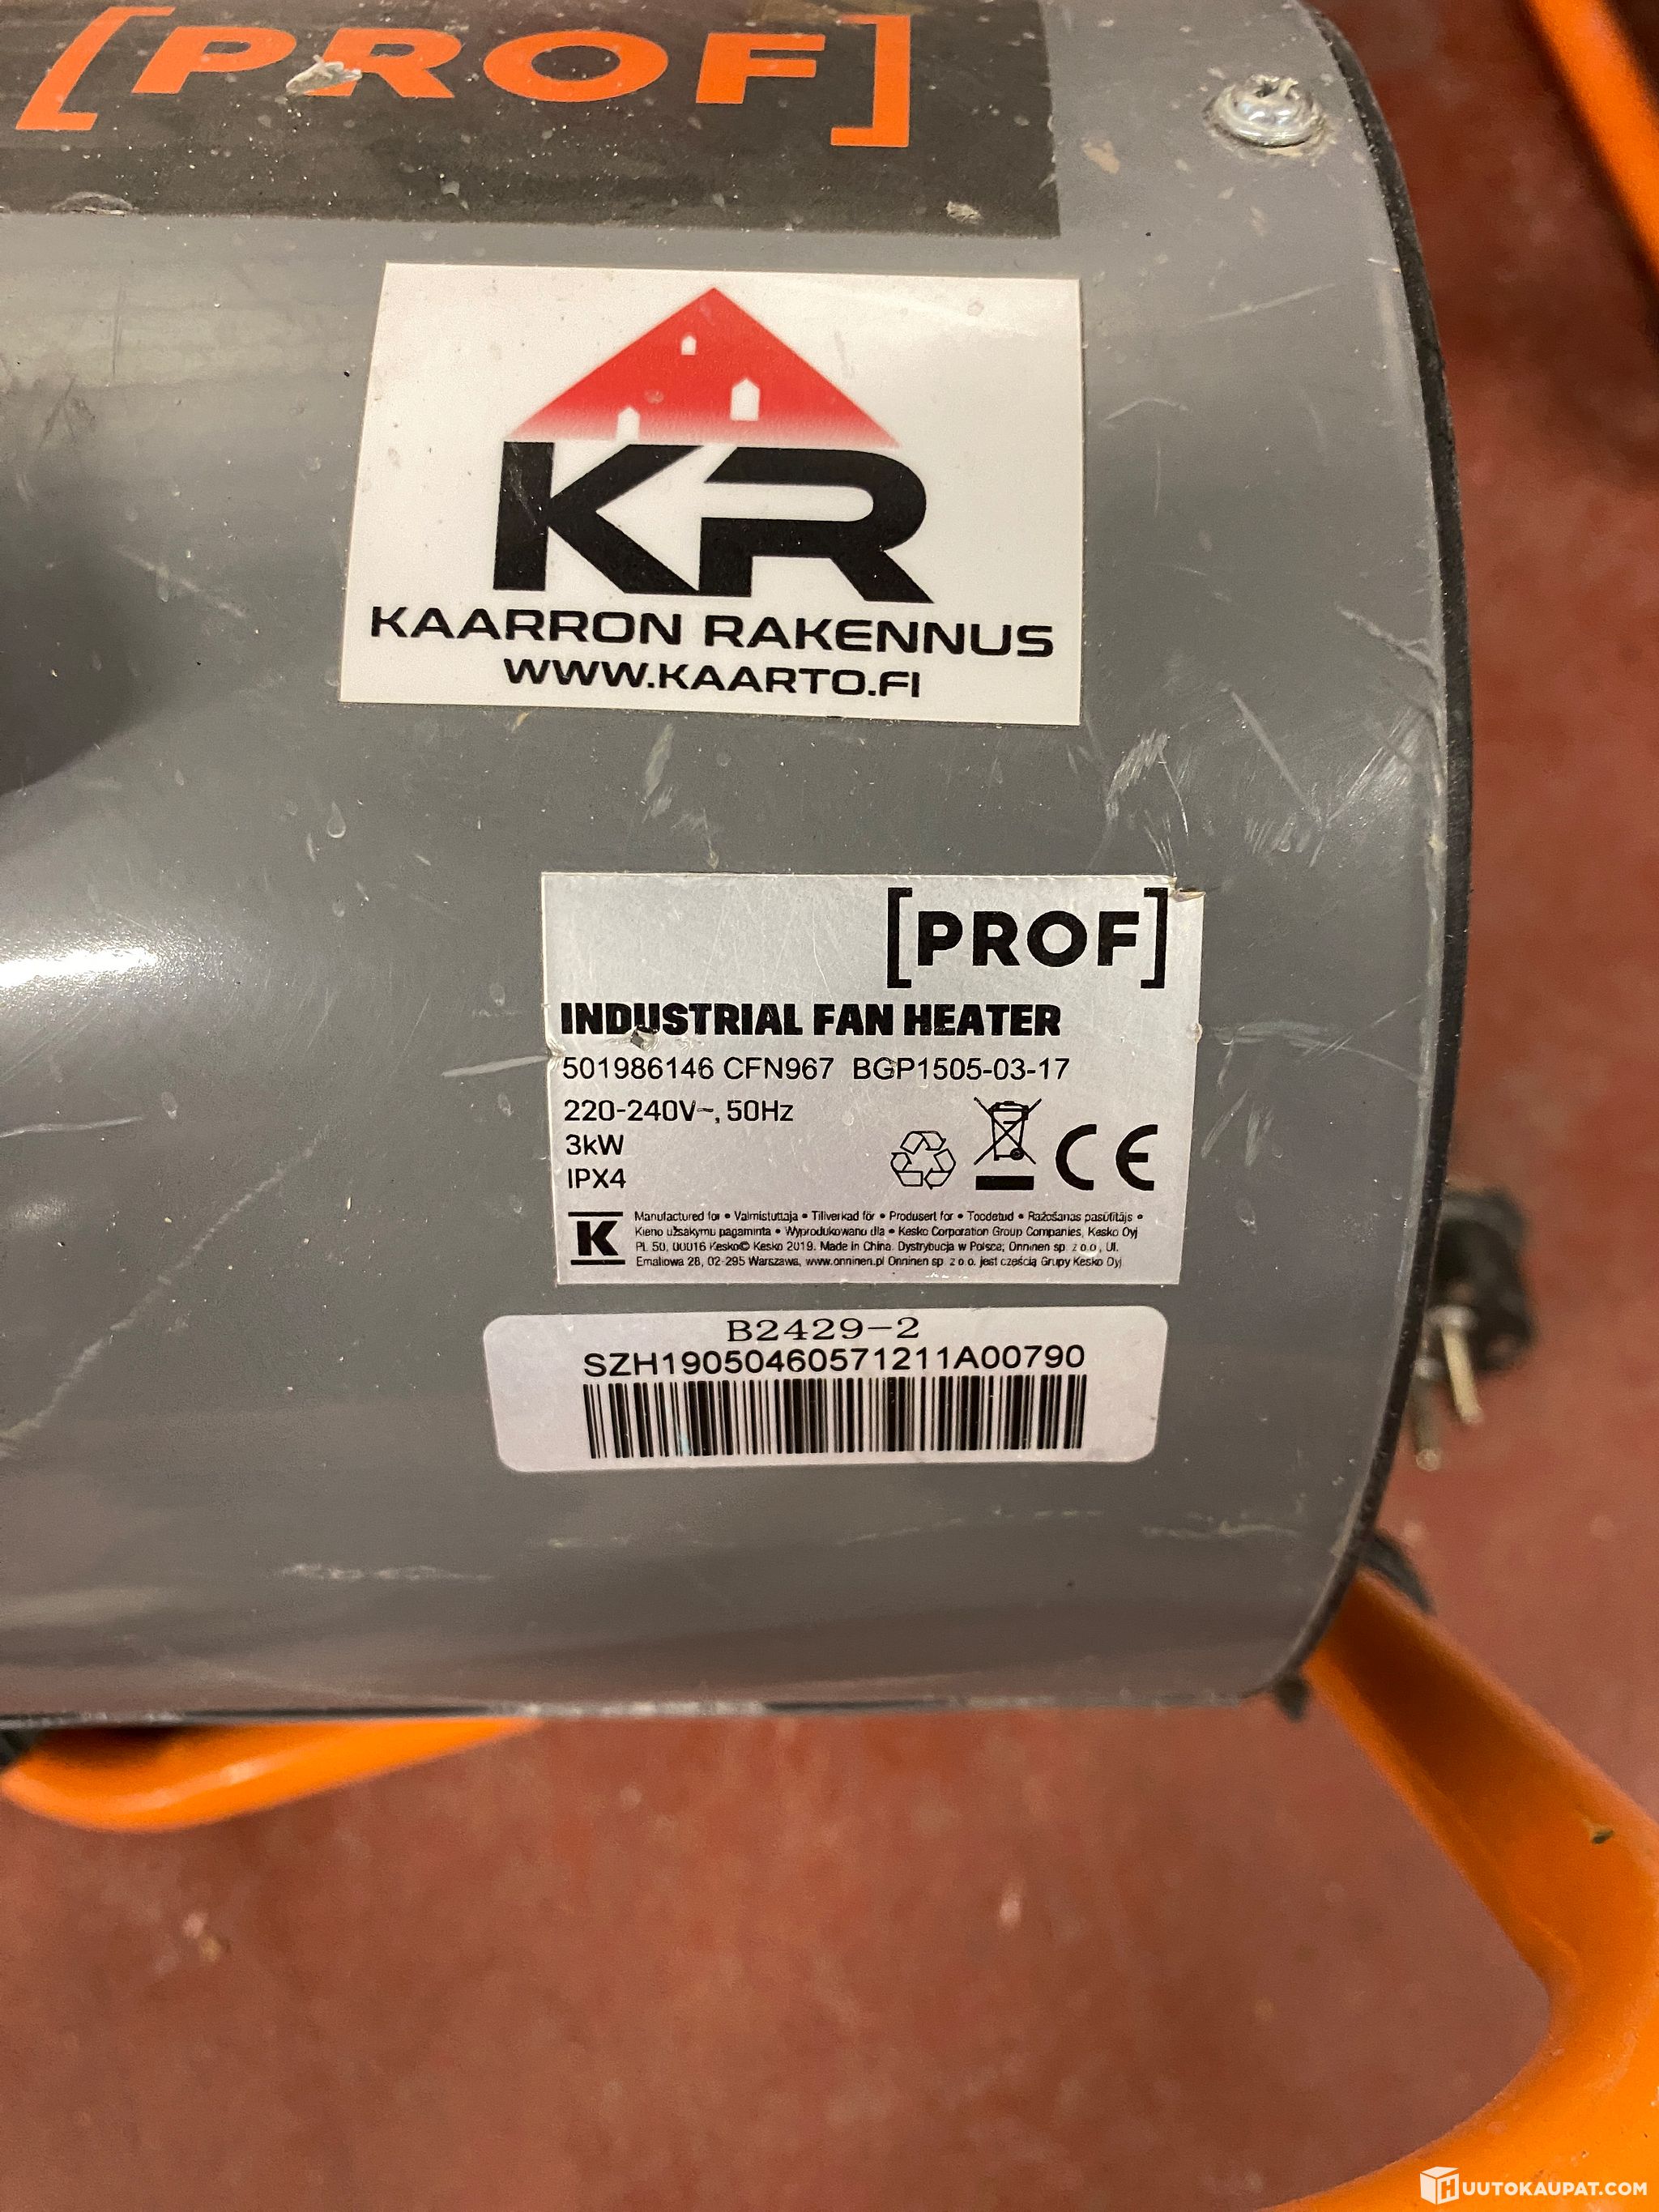 [PROF]
KR
KAARRON RAKENNUS
WWW.KAARTO.FI
[PROF]
INDUSTRIAL FAN HEATER
501986146 CFN967 BGP1505-03-17
220-240V~, 50Hz
3kW
IPX4
CE
K
Manufactured for • Valmistuttaja • Tillverkad för • Produsert for • Toodetud • Ražošanas pasūtītājs •
Kieno užsakymu pagaminta • Wyprodukowano dla • Kesko Corporation Group Companies, Kesko Oyj
PL 50, 00016 Kesko© Kesko 2019. Made in China. Dystrybucja w Polsce; Onninen sp. z o.o., Ul.
Emaliowa 28, 02-295 Warszawa, www.onninen.pl Onninen sp. z o.o. jest częścią Grupy Kesko Oyj
B2429-2
SZH19050460571211A00790
HUUTOKAUPAT.COM